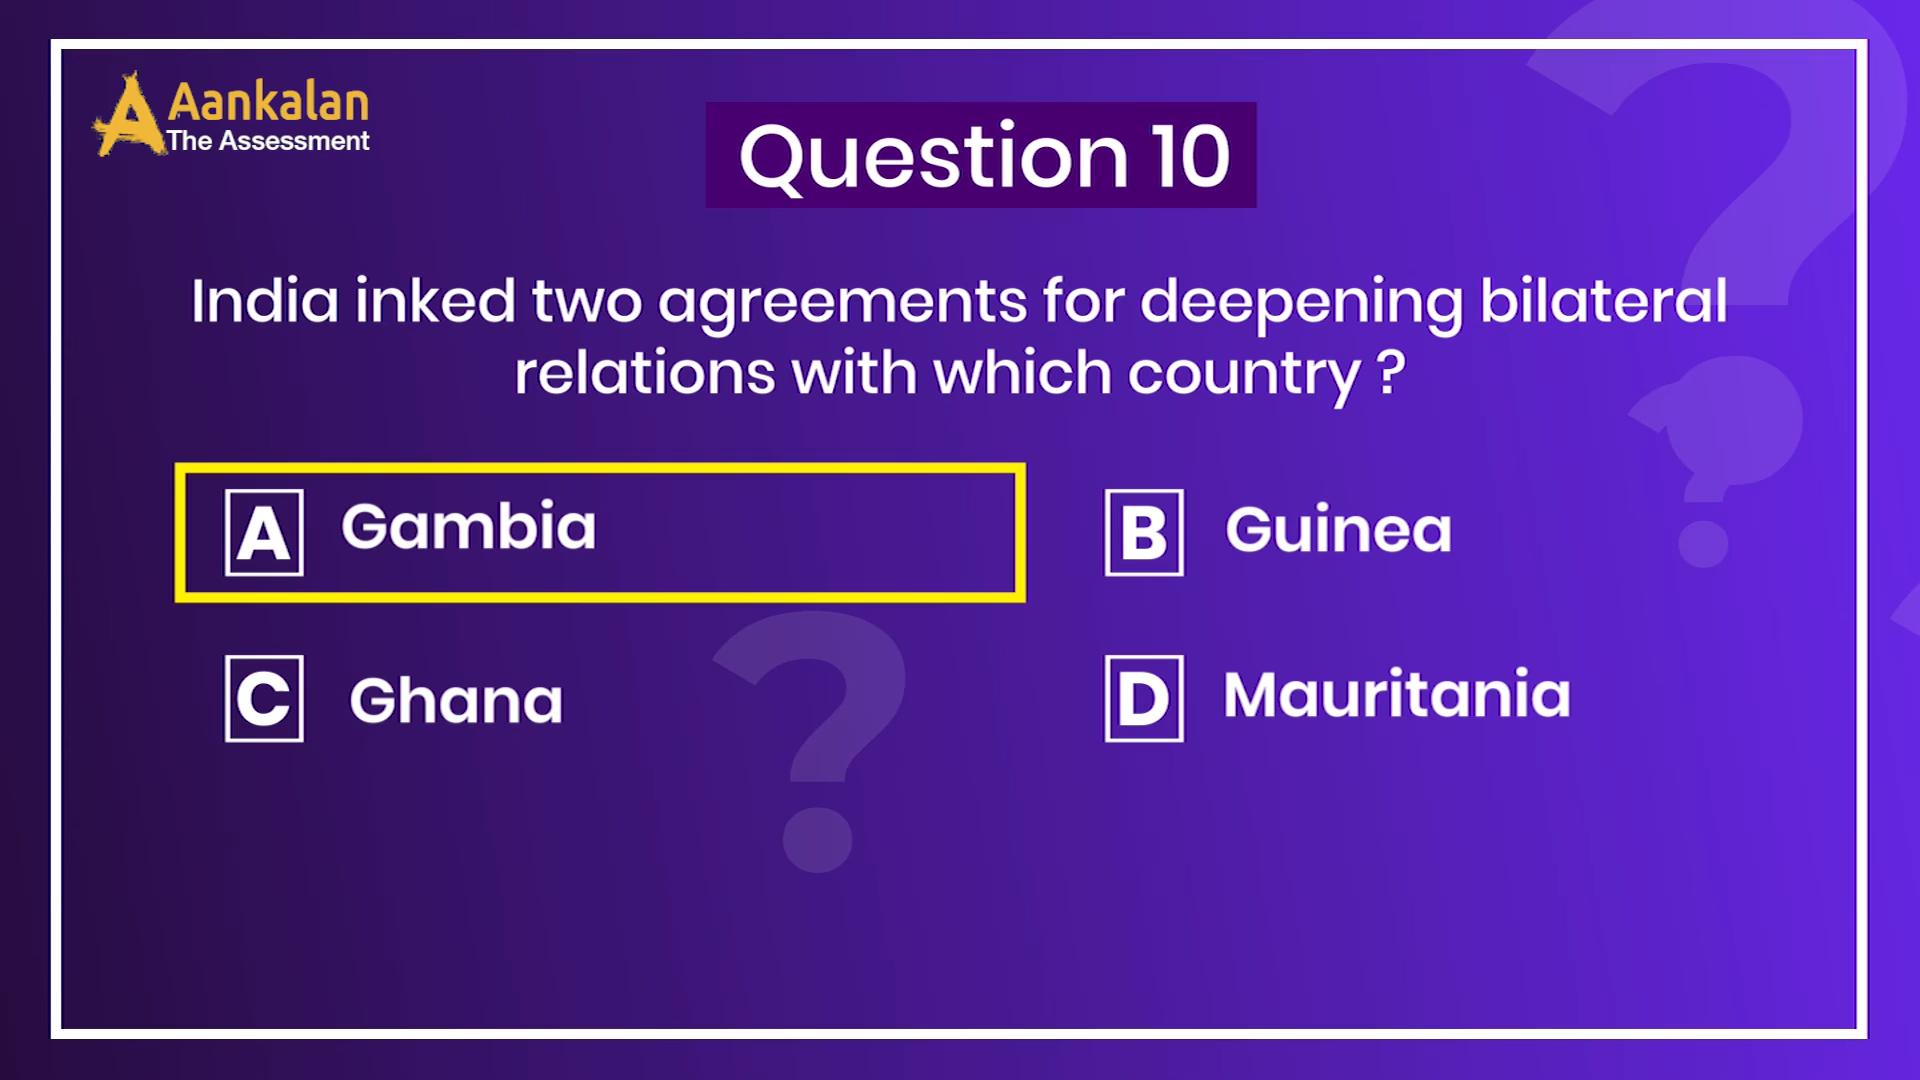 Aankalan
The Assessment
Question 10
India inked two agreements for deepening bilateral
relations with which country ?
A Gambia
B Guinea
C Ghana
D Mauritania